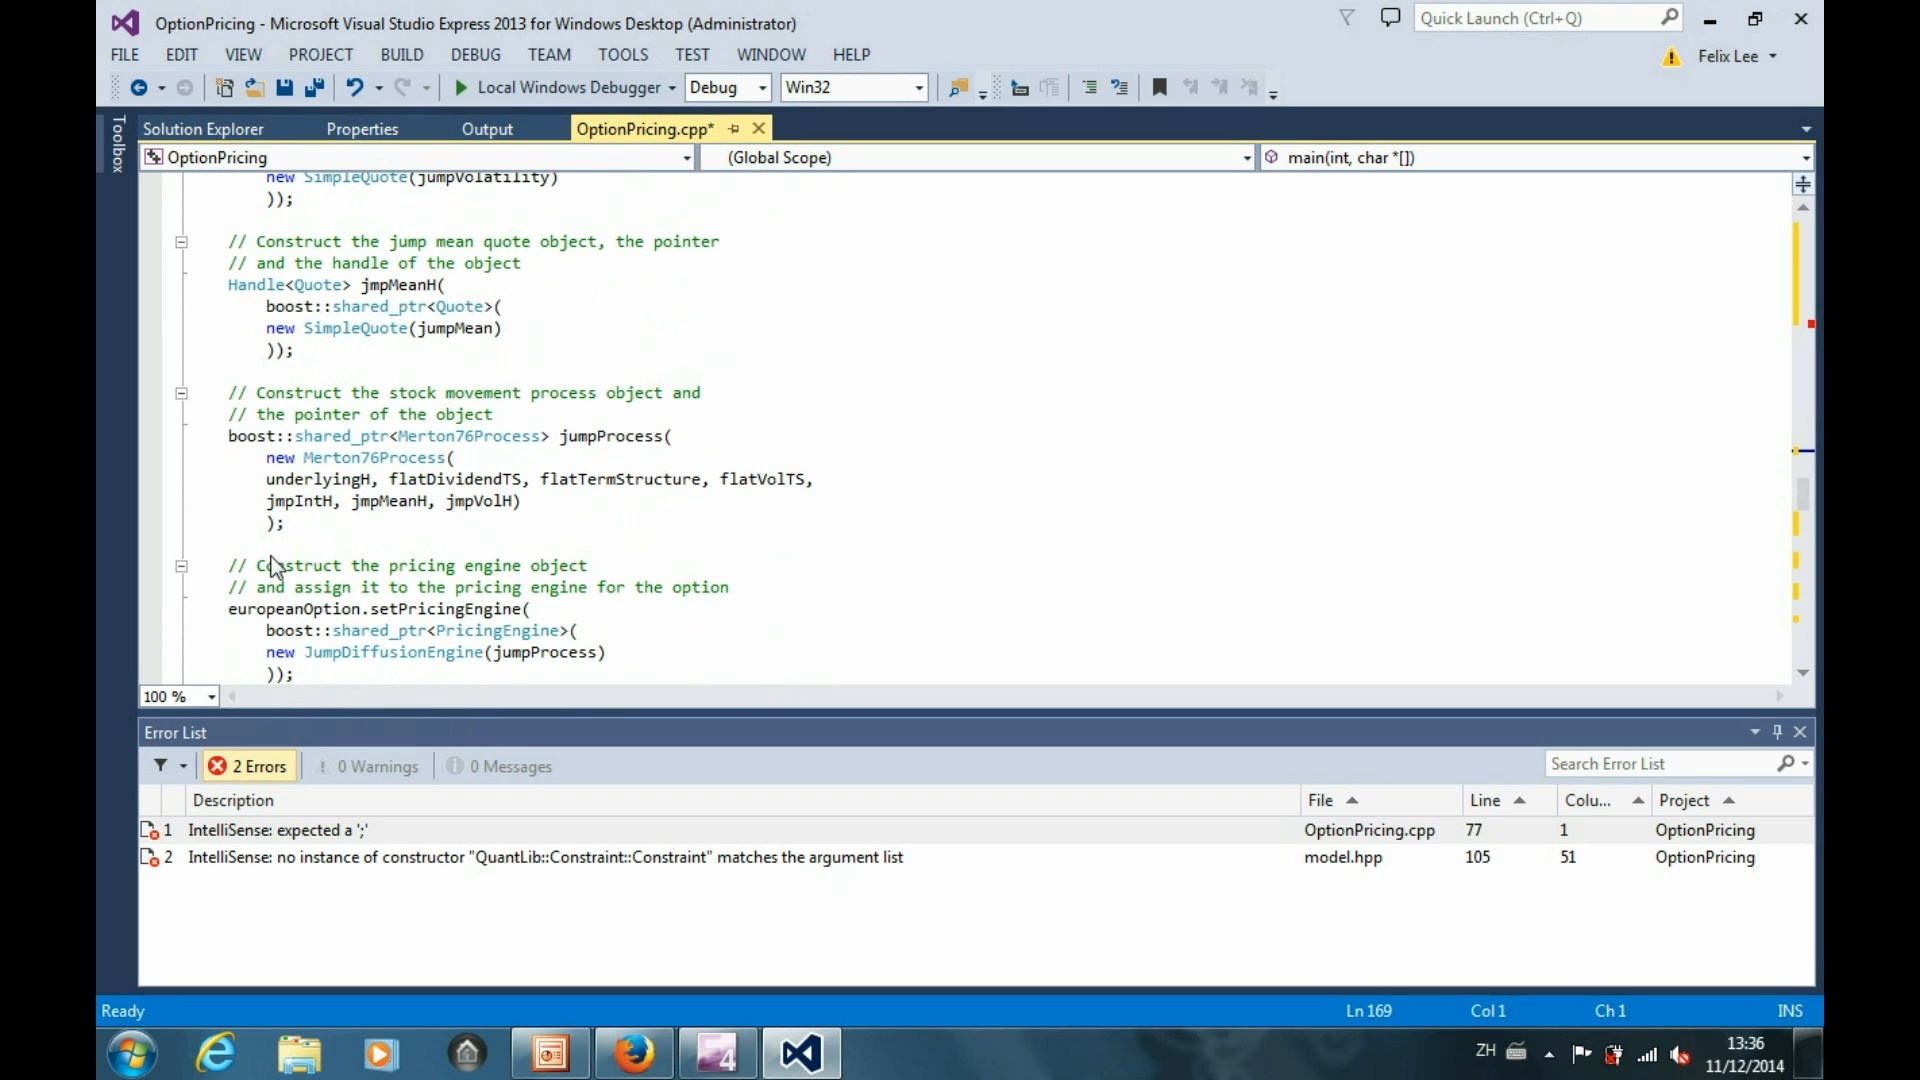 OptionPricing - Microsoft Visual Studio Express 2013 for Windows Desktop (Administrator)
Quick Launch (Ctrl+Q)
FILE EDIT VIEW PROJECT BUILD DEBUG TEAM TOOLS TEST WINDOW HELP
Felix Lee
Local Windows Debugger Debug Win32
Toolbox
Solution Explorer Properties Output OptionPricing.cpp*
OptionPricing (Global Scope) main(int, char *[])
new SimpleQuote(jumpVolatility)
));
// Construct the jump mean quote object, the pointer
// and the handle of the object
Handle<Quote> jmpMeanH(
boost::shared_ptr<Quote>(
new SimpleQuote(jumpMean)
));
// Construct the stock movement process object and
// the pointer of the object
boost::shared_ptr<Merton76Process> jumpProcess(
new Merton76Process(
underlyingH, flatDividendTS, flatTermStructure, flatVolTS,
jmpIntH, jmpMeanH, jmpVolH)
);
// Construct the pricing engine object
// and assign it to the pricing engine for the option
europeanOption.setPricingEngine(
boost::shared_ptr<PricingEngine>(
new JumpDiffusionEngine(jumpProcess)
));
100 %
Error List
2 Errors 0 Warnings 0 Messages
Search Error List
Description File Line Colu... Project
1 IntelliSense: expected a ';' OptionPricing.cpp 77 1 OptionPricing
2 IntelliSense: no instance of constructor "QuantLib::Constraint::Constraint" matches the argument list model.hpp 105 51 OptionPricing
Ready Ln 169 Col 1 Ch 1 INS
4
ZH
13:36
11/12/2014